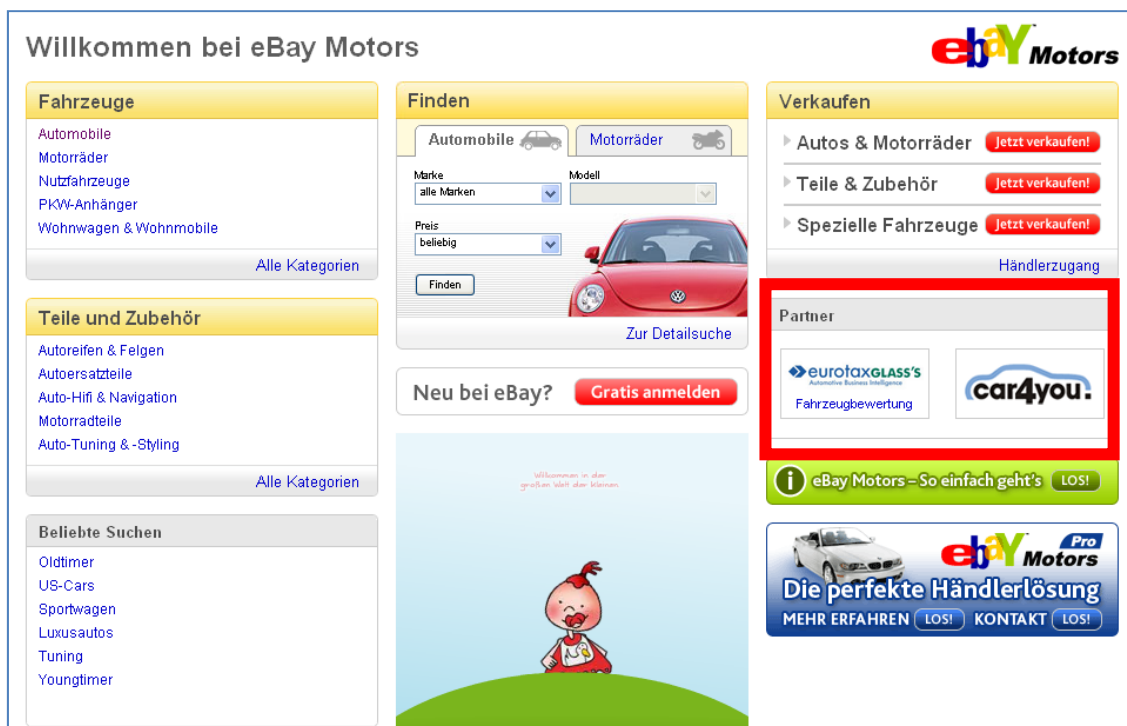 Willkommen bei eBay Motors
ebaY Motors
Fahrzeuge
Automobile
Motorräder
Nutzfahrzeuge
PKW-Anhänger
Wohnwagen & Wohnmobile
Alle Kategorien
Teile und Zubehör
Autoreifen & Felgen
Autoersatzteile
Auto-Hifi & Navigation
Motorradteile
Auto-Tuning & -Styling
Alle Kategorien
Beliebte Suchen
Oldtimer
US-Cars
Sportwagen
Luxusautos
Tuning
Youngtimer
Finden
Automobile
Motorräder
Marke
Modell
alle Marken
Preis
beliebig
Finden
Zur Detailsuche
Neu bei eBay? Gratis anmelden
Willkommen in der
großen Welt der kleinen
Verkaufen
Autos & Motorräder Jetzt verkaufen!
Teile & Zubehör Jetzt verkaufen!
Spezielle Fahrzeuge Jetzt verkaufen!
Händlerzugang
Partner
eurotaxGLASS'S
Automotive Business Intelligence
Fahrzeugbewertung
car4you.
i eBay Motors – So einfach geht's LOS!
ebaY Motors Pro
Die perfekte Händlerlösung
MEHR ERFAHREN LOS! KONTAKT LOS!